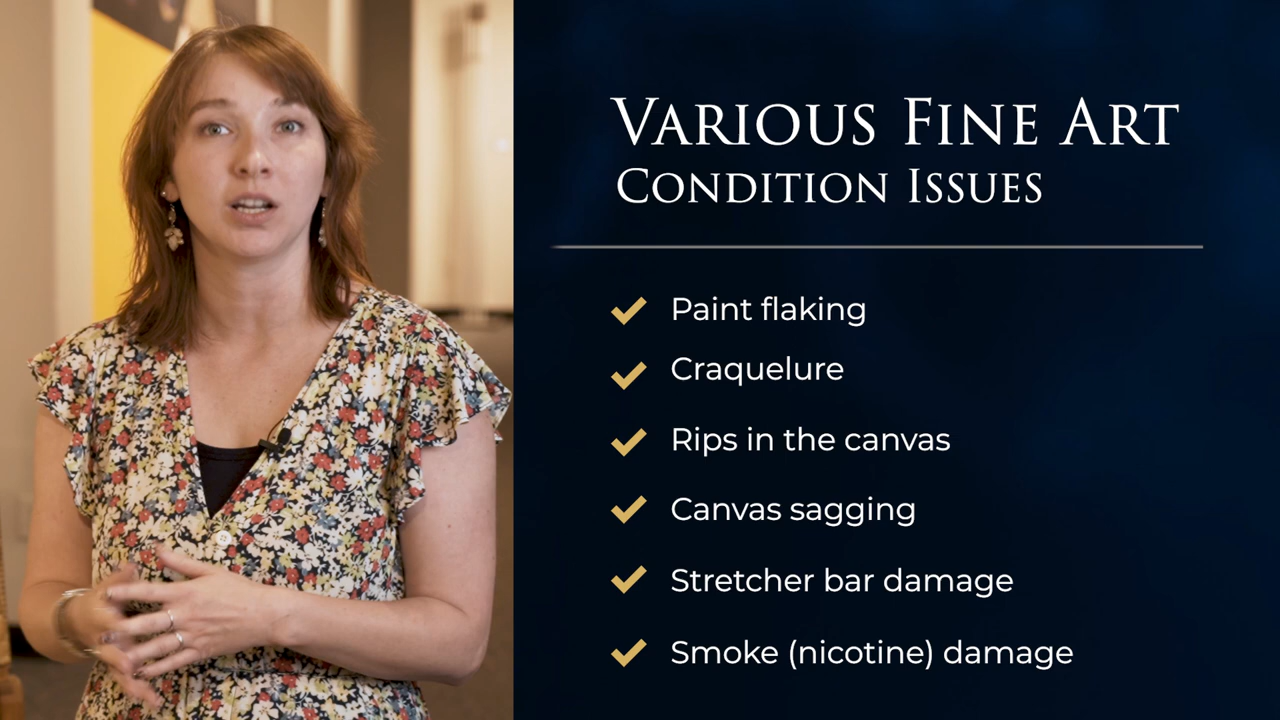 Various Fine Art
Condition Issues
Paint flaking
Craquelure
Rips in the canvas
Canvas sagging
Stretcher bar damage
Smoke (nicotine) damage